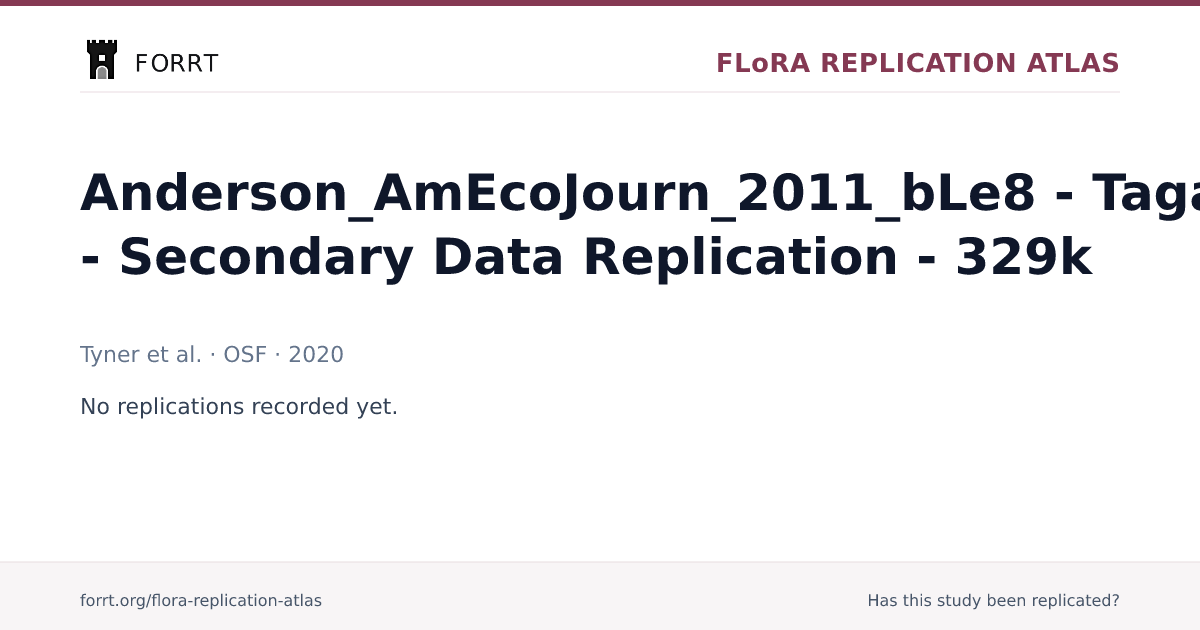 FORRT
FLoRA REPLICATION ATLAS
Anderson_AmEcoJourn_2011_bLe8 -
- Secondary Data Replication - 329k
Tyner et al. · OSF · 2020
No replications recorded yet.
forrt.org/flora-replication-atlas
Has this study been replicated?